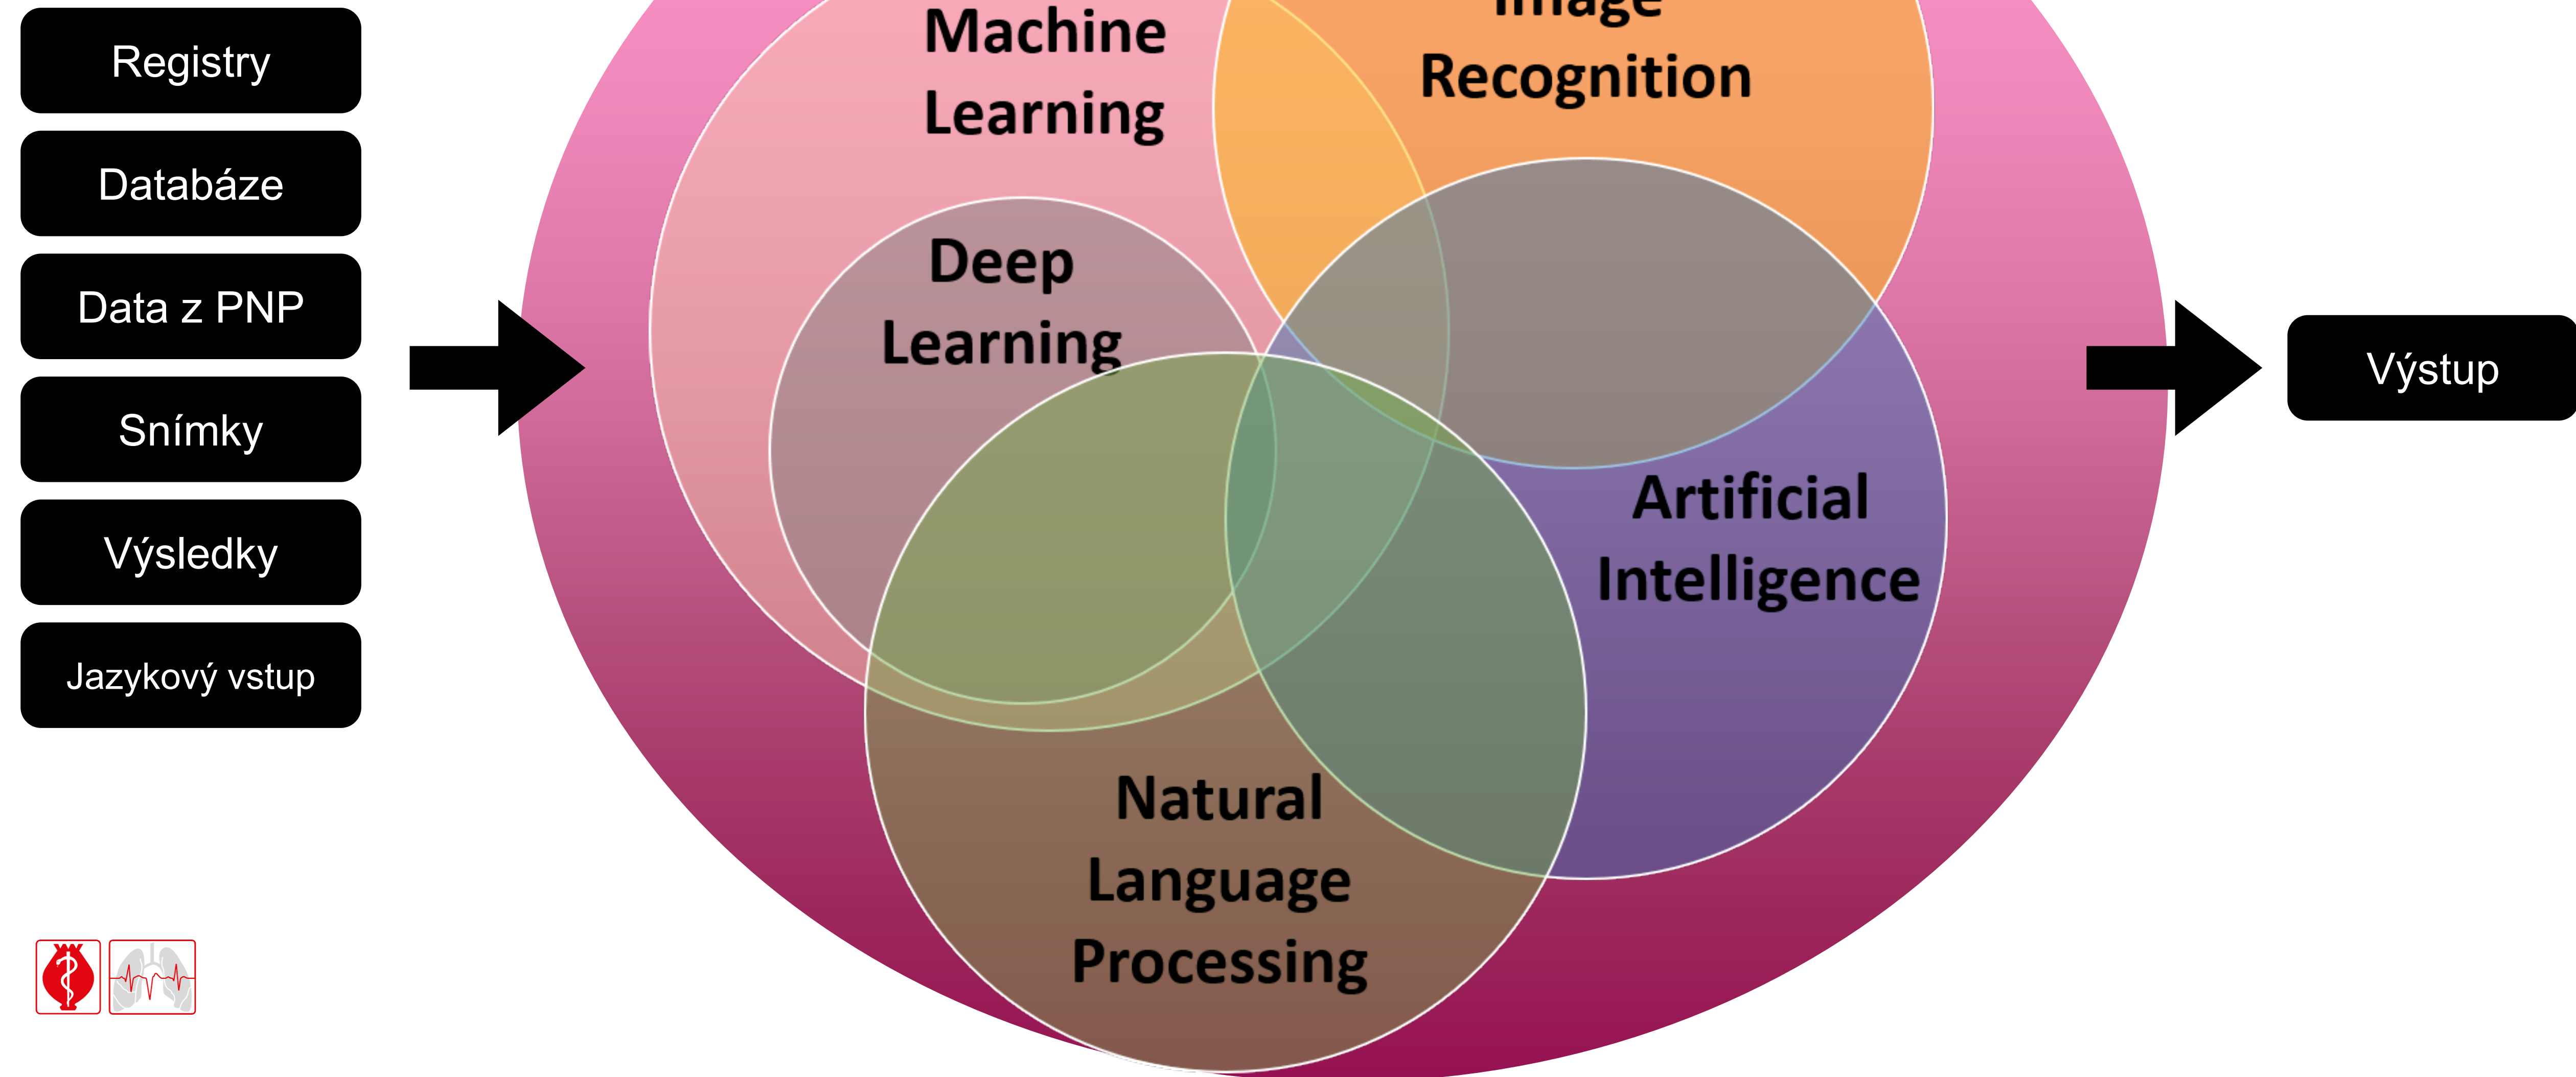 Registry
Databáze
Data z PNP
Snímky
Výsledky
Jazykový vstup
Machine
Learning
Image
Recognition
Deep
Learning
Artificial
Intelligence
Natural
Language
Processing
Výstup